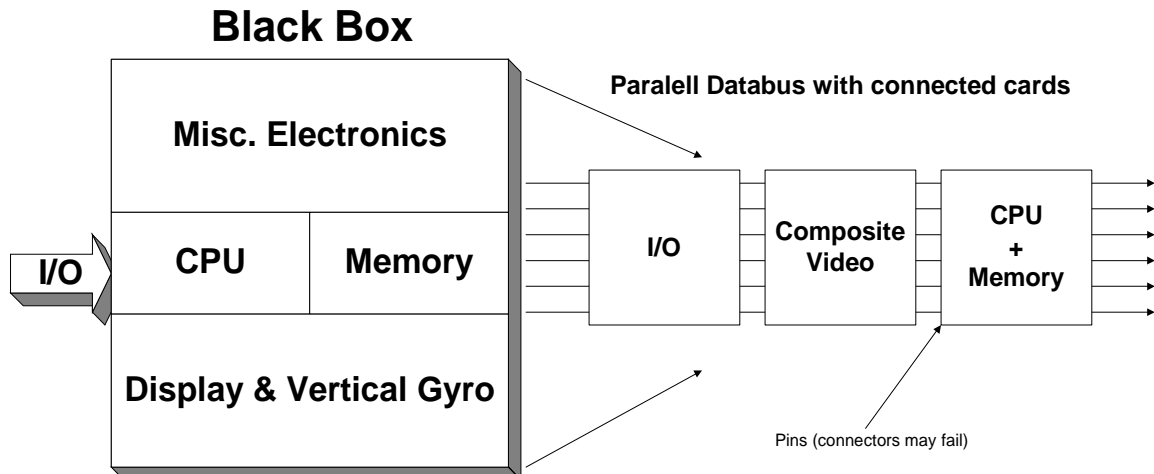 Black Box
Paralell Databus with connected cards
Misc. Electronics
I/O
CPU
Memory
Display & Vertical Gyro
I/O
Composite
Video
CPU
+
Memory
Pins (connectors may fail)